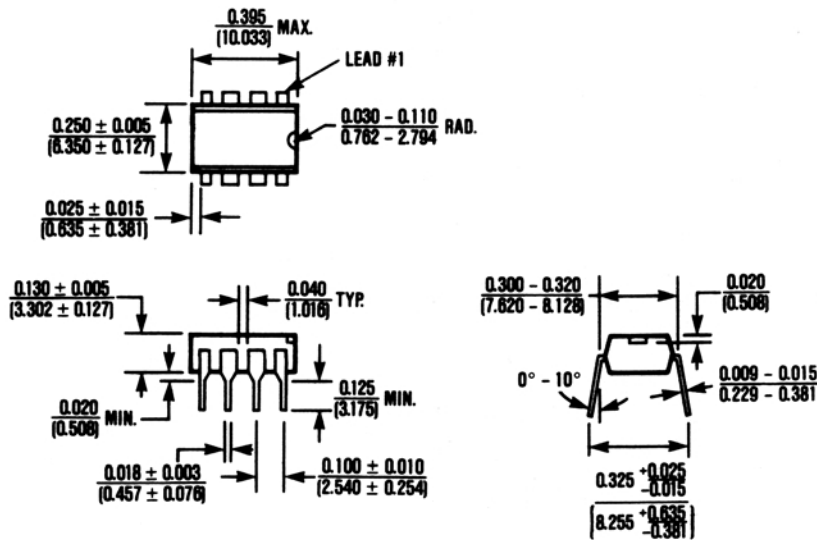 0.395
(10.033)
MAX.
LEAD #1
0.250 ± 0.005
(6.350 ± 0.127)
0.030 – 0.110
0.762 – 2.794
RAD.
0.025 ± 0.015
(0.635 ± 0.381)
0.130 ± 0.005
(3.302 ± 0.127)
0.040
(1.016)
TYP.
0.300 – 0.320
(7.620 – 8.128)
0.020
(0.508)
0.020
(0.508)
MIN.
0.125
(3.175)
MIN.
0° – 10°
0.009 – 0.015
0.229 – 0.381
0.018 ± 0.003
(0.457 ± 0.076)
0.100 ± 0.010
(2.540 ± 0.254)
0.325 +0.025
–0.015
(8.255 +0.635
–0.381)